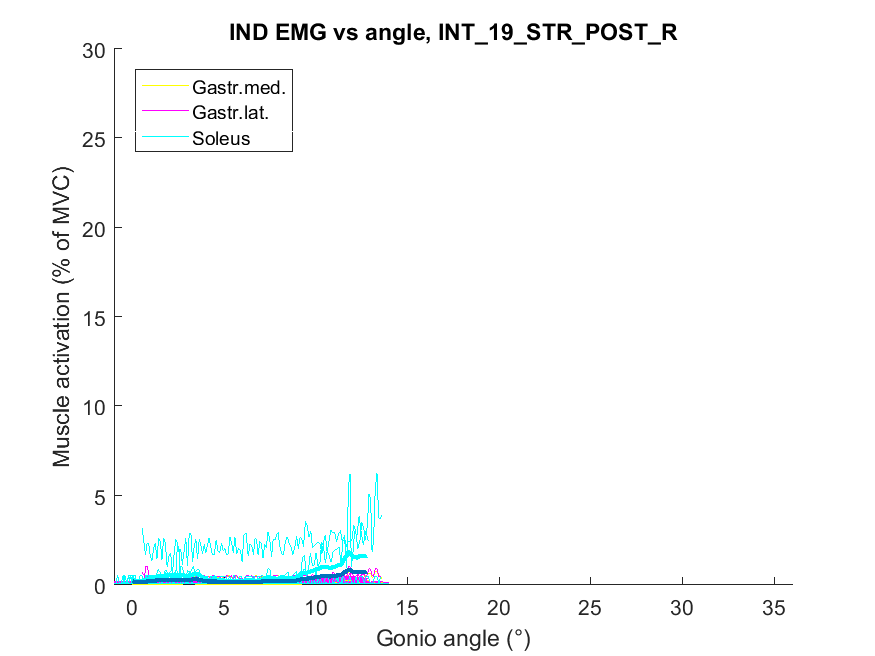 IND EMG vs angle, INT_19_STR_POST_R
30
25
20
15
10
5
0
Muscle activation (% of MVC)
Gastr.med.
Gastr.lat.
Soleus
0 5 10 15 20 25 30 35
Gonio angle (°)